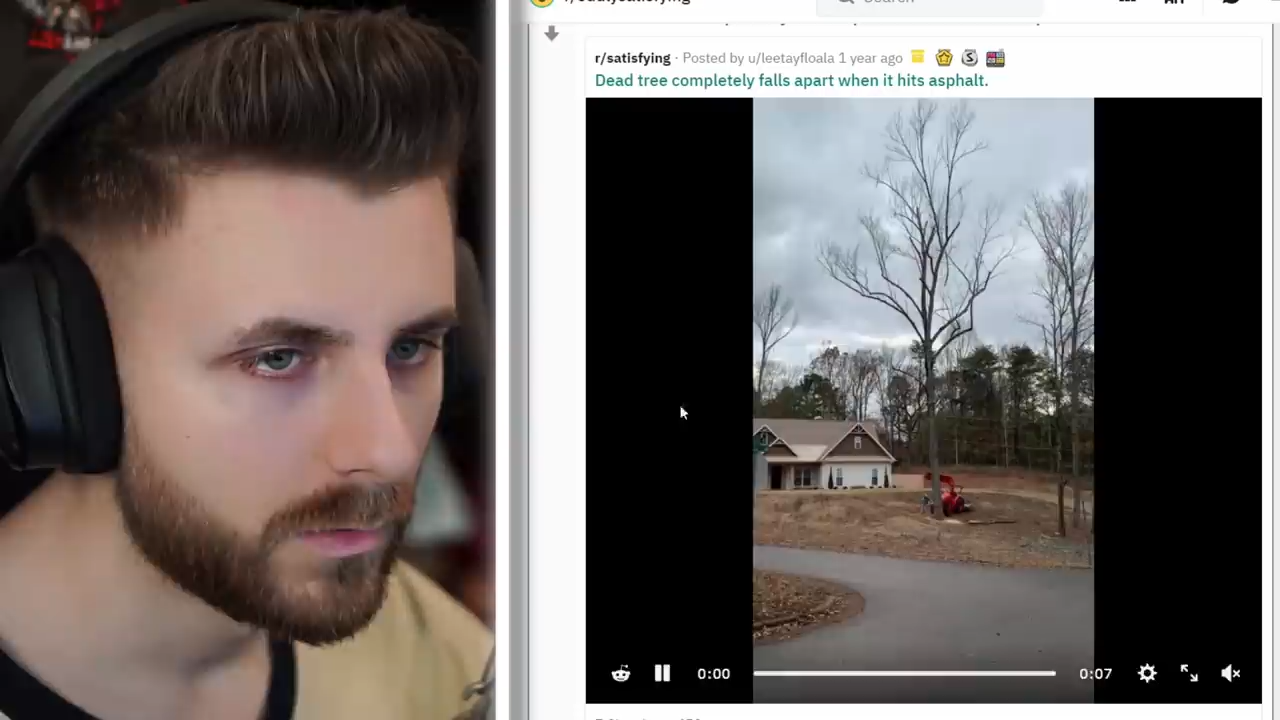 r/satisfying · Posted by u/leetayfloala 1 year ago
Dead tree completely falls apart when it hits asphalt.
0:00
0:07